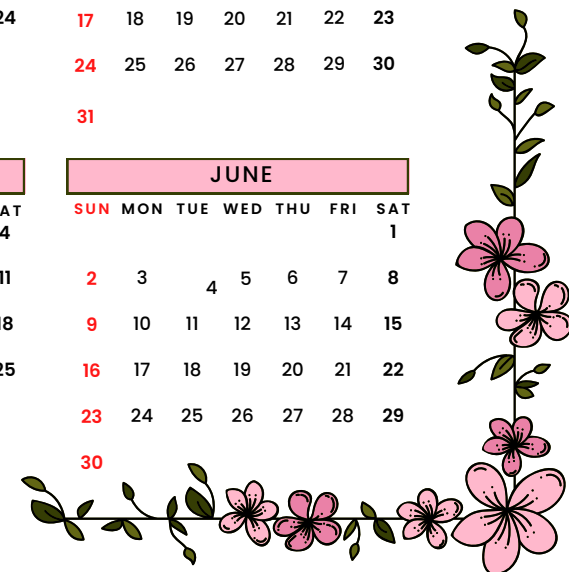 24 17 18 19 20 21 22 23
24 25 26 27 28 29 30
31
JUNE
AT SUN MON TUE WED THU FRI SAT
4 1
11 2 3 4 5 6 7 8
18 9 10 11 12 13 14 15
25 16 17 18 19 20 21 22
23 24 25 26 27 28 29
30